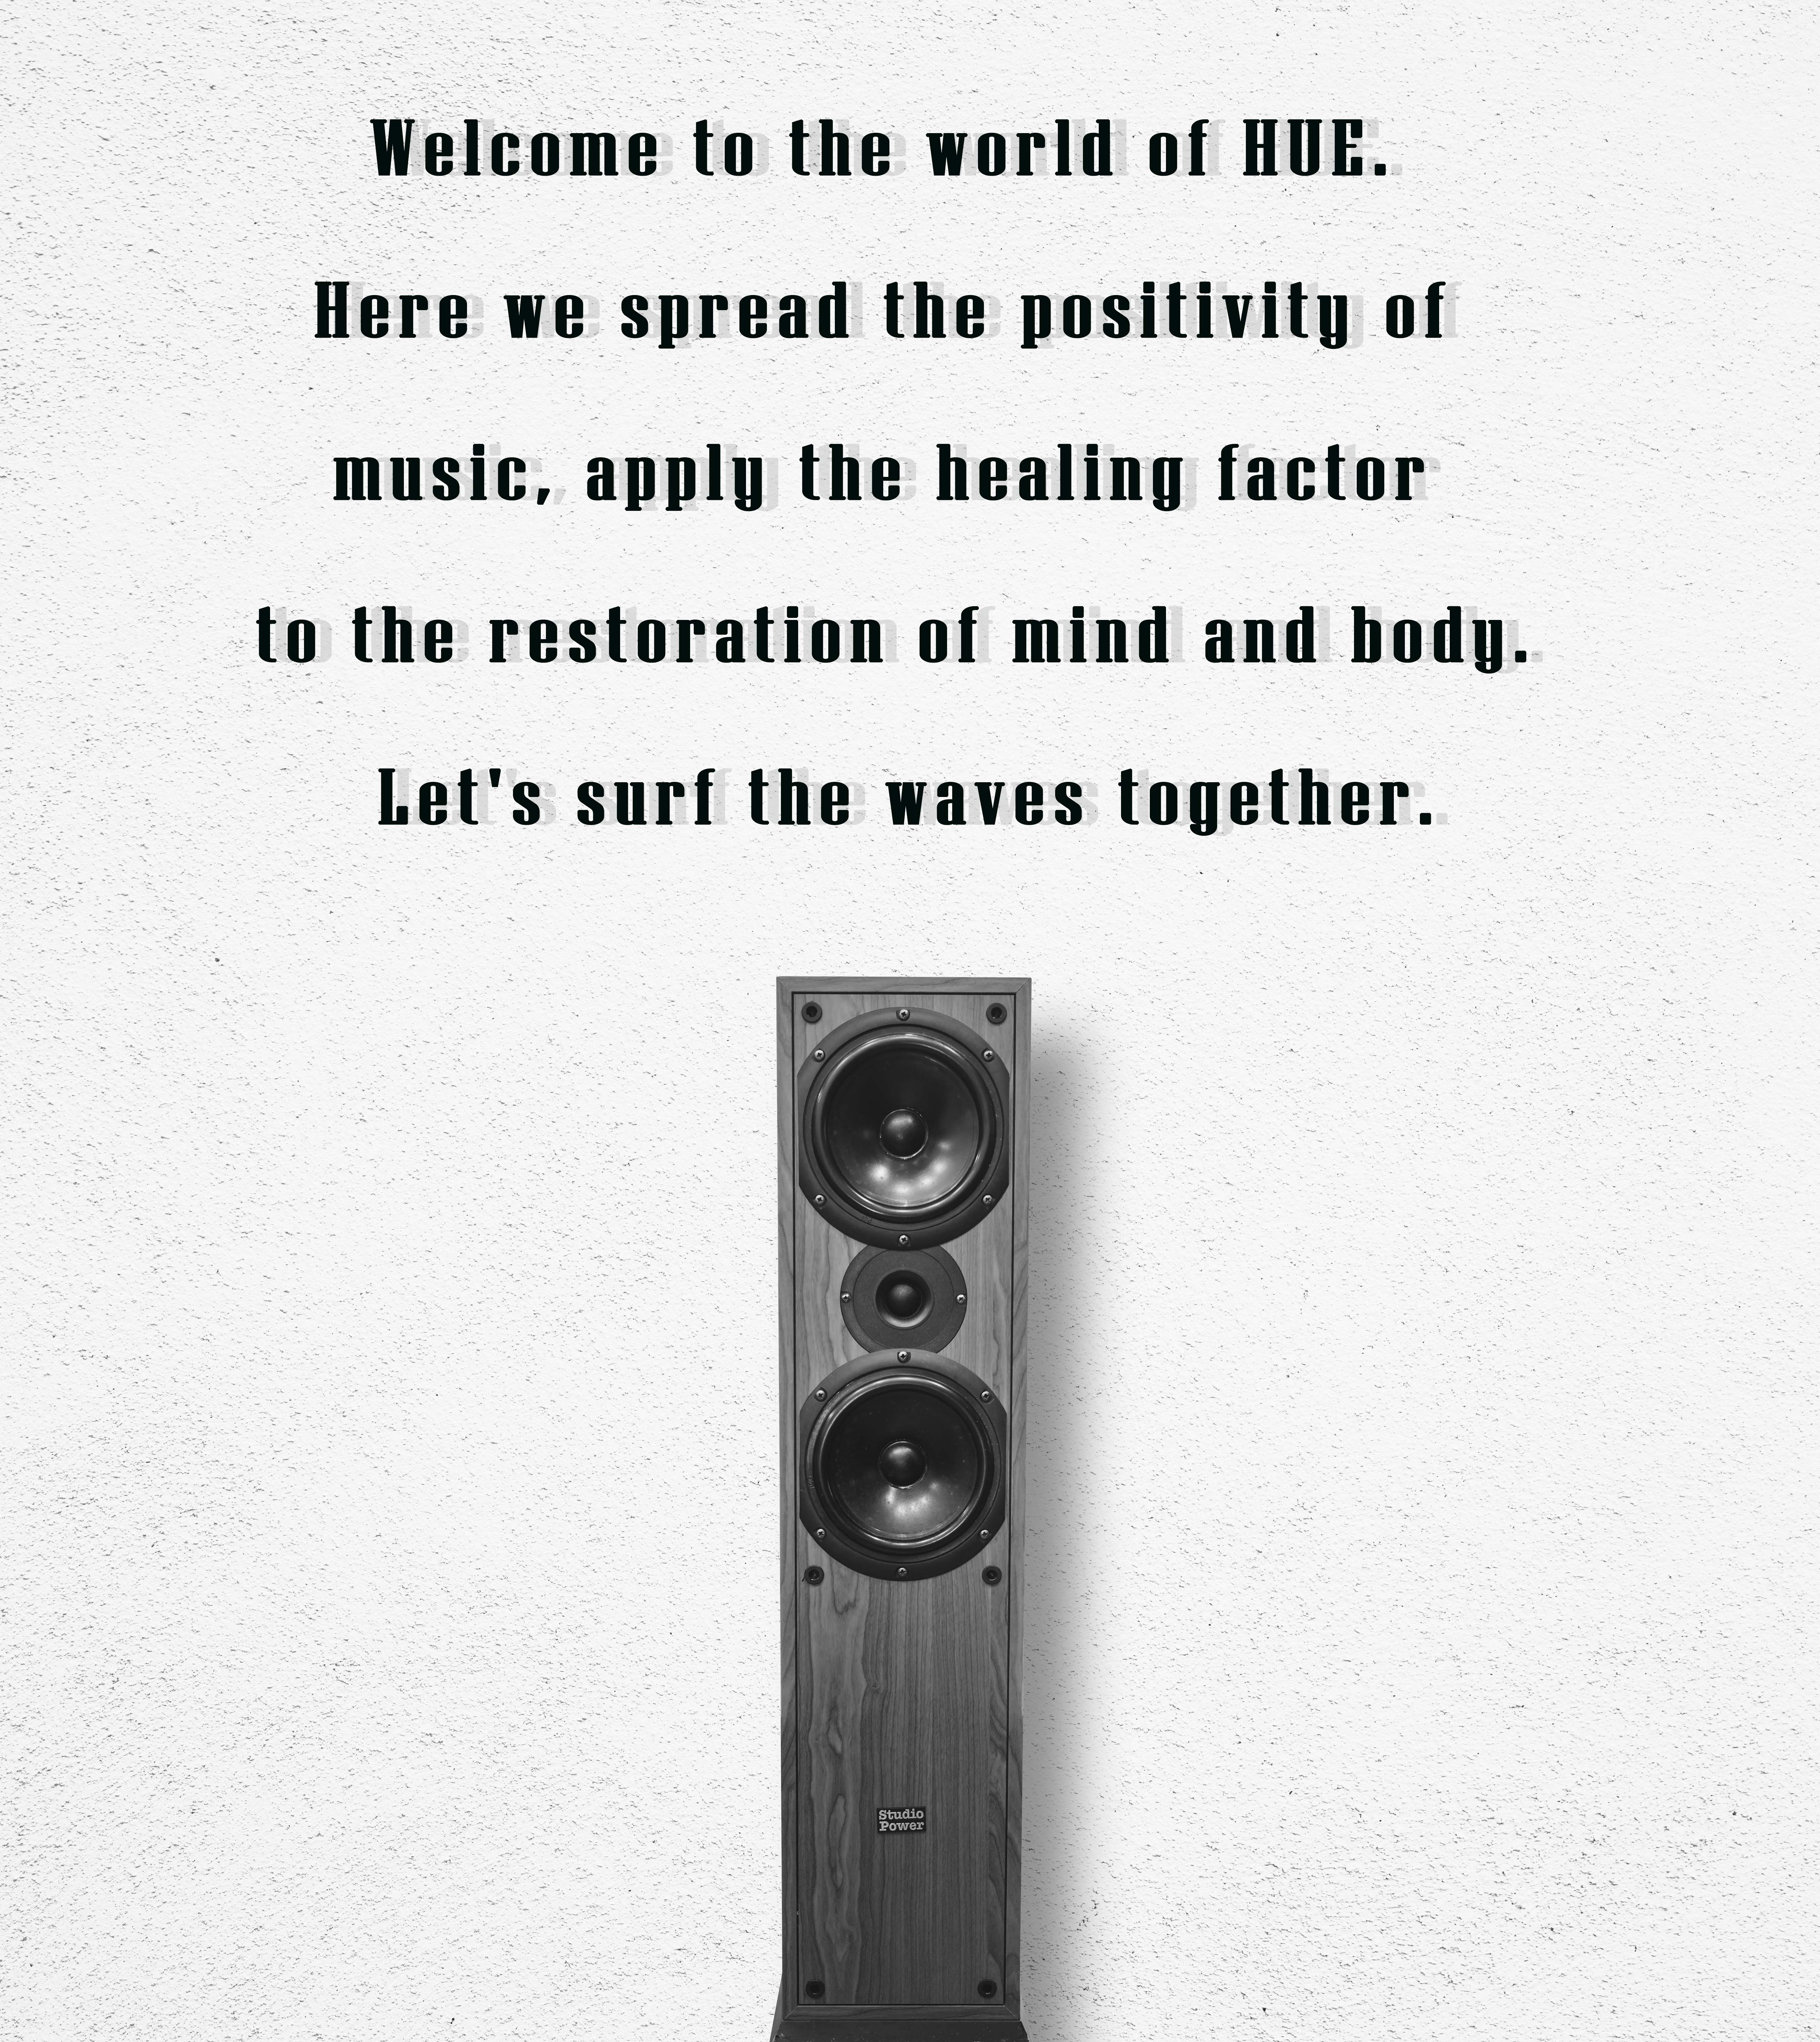 Welcome to the world of HUE.
Here we spread the positivity of
music, apply the healing factor
to the restoration of mind and body.
Let's surf the waves together.
Studio
Power